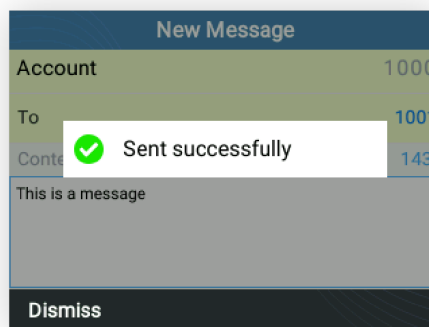 New Message
Account 1000
To 1001
Conte 143
Sent successfully
This is a message
Dismiss